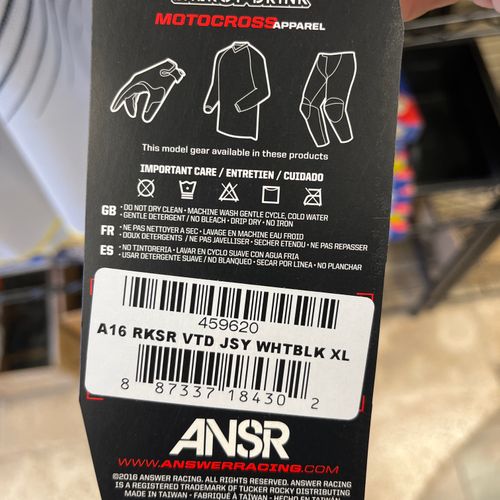 DRINK
MOTOCROSS APPAREL
This model gear available in these products
IMPORTANT CARE / ENTRETIEN / CUIDADO
GB • DO NOT DRY CLEAN • MACHINE WASH GENTLE CYCLE, COLD WATER
• GENTLE DETERGENT / NO BLEACH • DRIP DRY • NO IRON
FR • NE PAS NETTOYER A SEC • LAVAGE EN MACHINE EAU FROID
• DOUX DETERGENTS / NE PAS JAVELLISER • SECHER ETENDU • NE PAS REPASSER
ES • NO TINTORERIA • LAVAR EN CYCLO SUAVE CON AGUA FRIA
• USAR DETERGENTE SUAVE / NO BLANQUEO • SECAR POR LINEA • NO PLANCHAR
459620
A16 RKSR VTD JSY WHTBLK XL
8 87337 18430 2
ANSR
WWW.ANSWERRACING.COM
©2016 ANSWER RACING. ALL RIGHTS RESERVED. ANSWER RACING
IS A REGISTERED TRADEMARK OF TUCKER ROCKY DISTRIBUTING
MADE IN TAIWAN • FABRIQUÉ À TAIWAN • HECHO EN TAIWAN